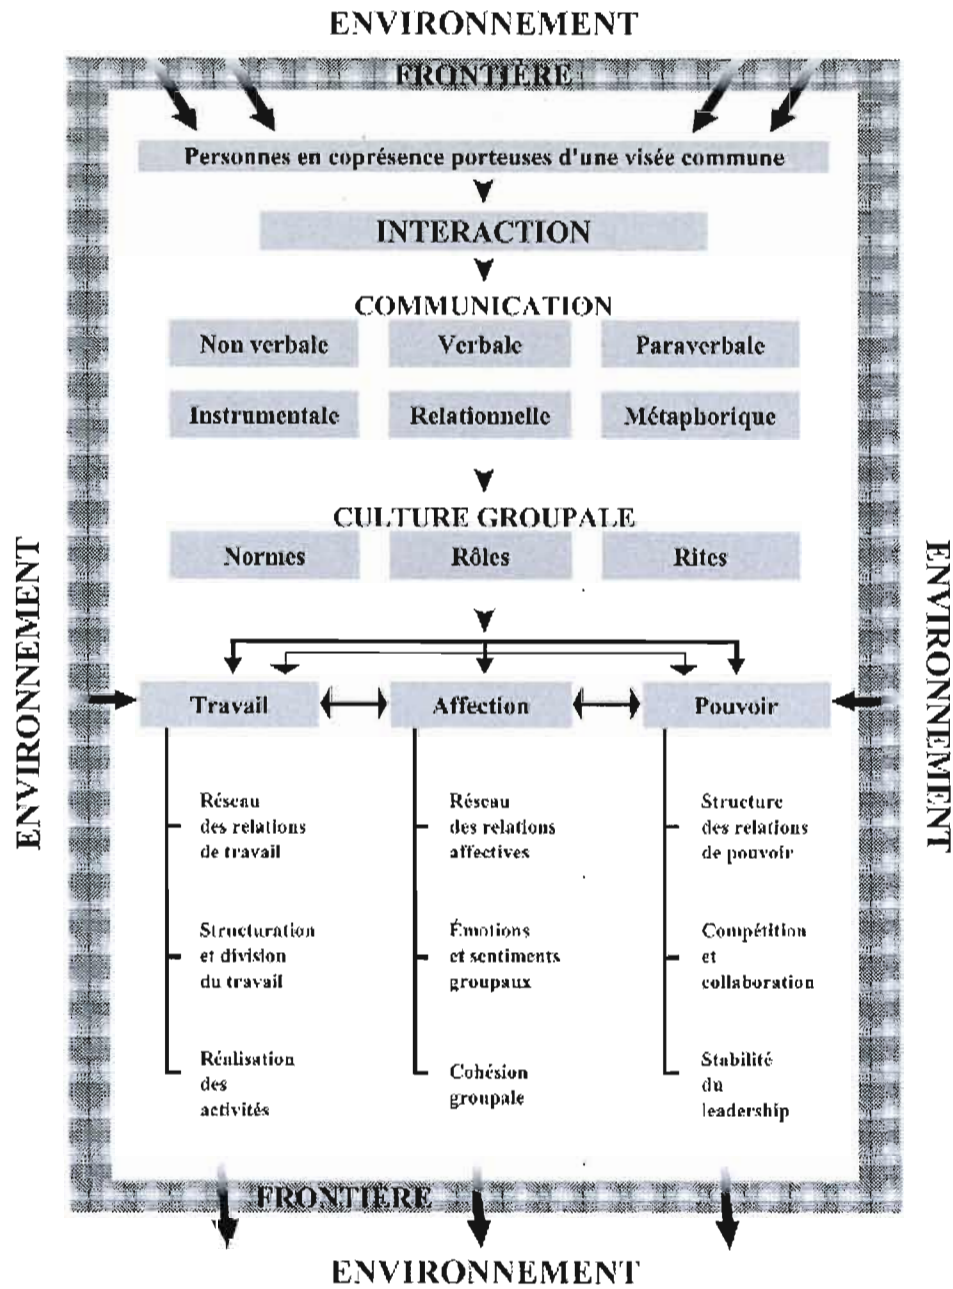 ENVIRONNEMENT
FRONTIÈRE
Personnes en coprésence porteuses d'une visée commune
INTERACTION
COMMUNICATION
Non verbale
Verbale
Paraverbale
Instrumentale
Relationnelle
Métaphorique
CULTURE GROUPALE
Normes
Rôles
Rites
ENVIRONNEMENT
ENVIRONNEMENT
Travail
Affection
Pouvoir
Réseau
des relations
de travail
Structuration
et division
du travail
Réalisation
des
activités
Réseau
des relations
affectives
Émotions
et sentiments
groupaux
Cohésion
groupale
Structure
des relations
de pouvoir
Compétition
et
collaboration
Stabilité
du
leadership
FRONTIÈRE
ENVIRONNEMENT